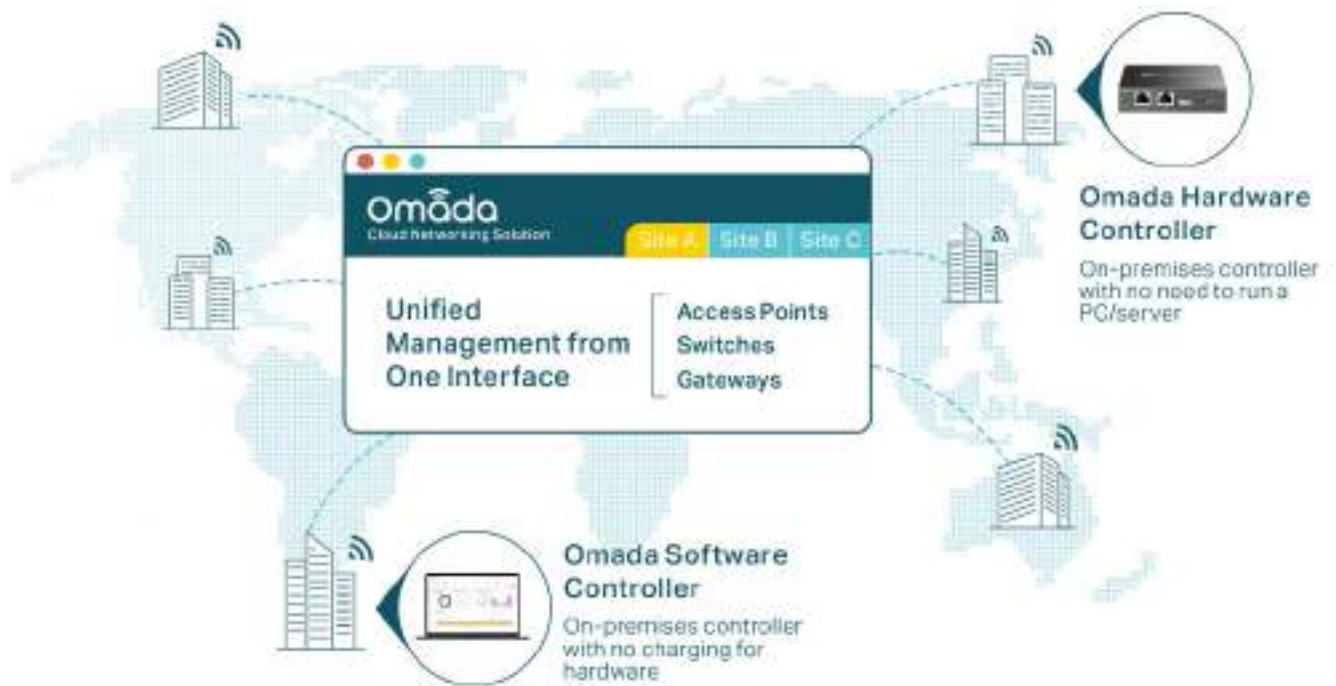 Omada
Cloud Networking Solution
Site A
Site B
Site C
Unified
Management from
One Interface
Access Points
Switches
Gateways
Omada Hardware
Controller
On-premises controller
with no need to run a
PC/server
Omada Software
Controller
On-premises controller
with no charging for
hardware